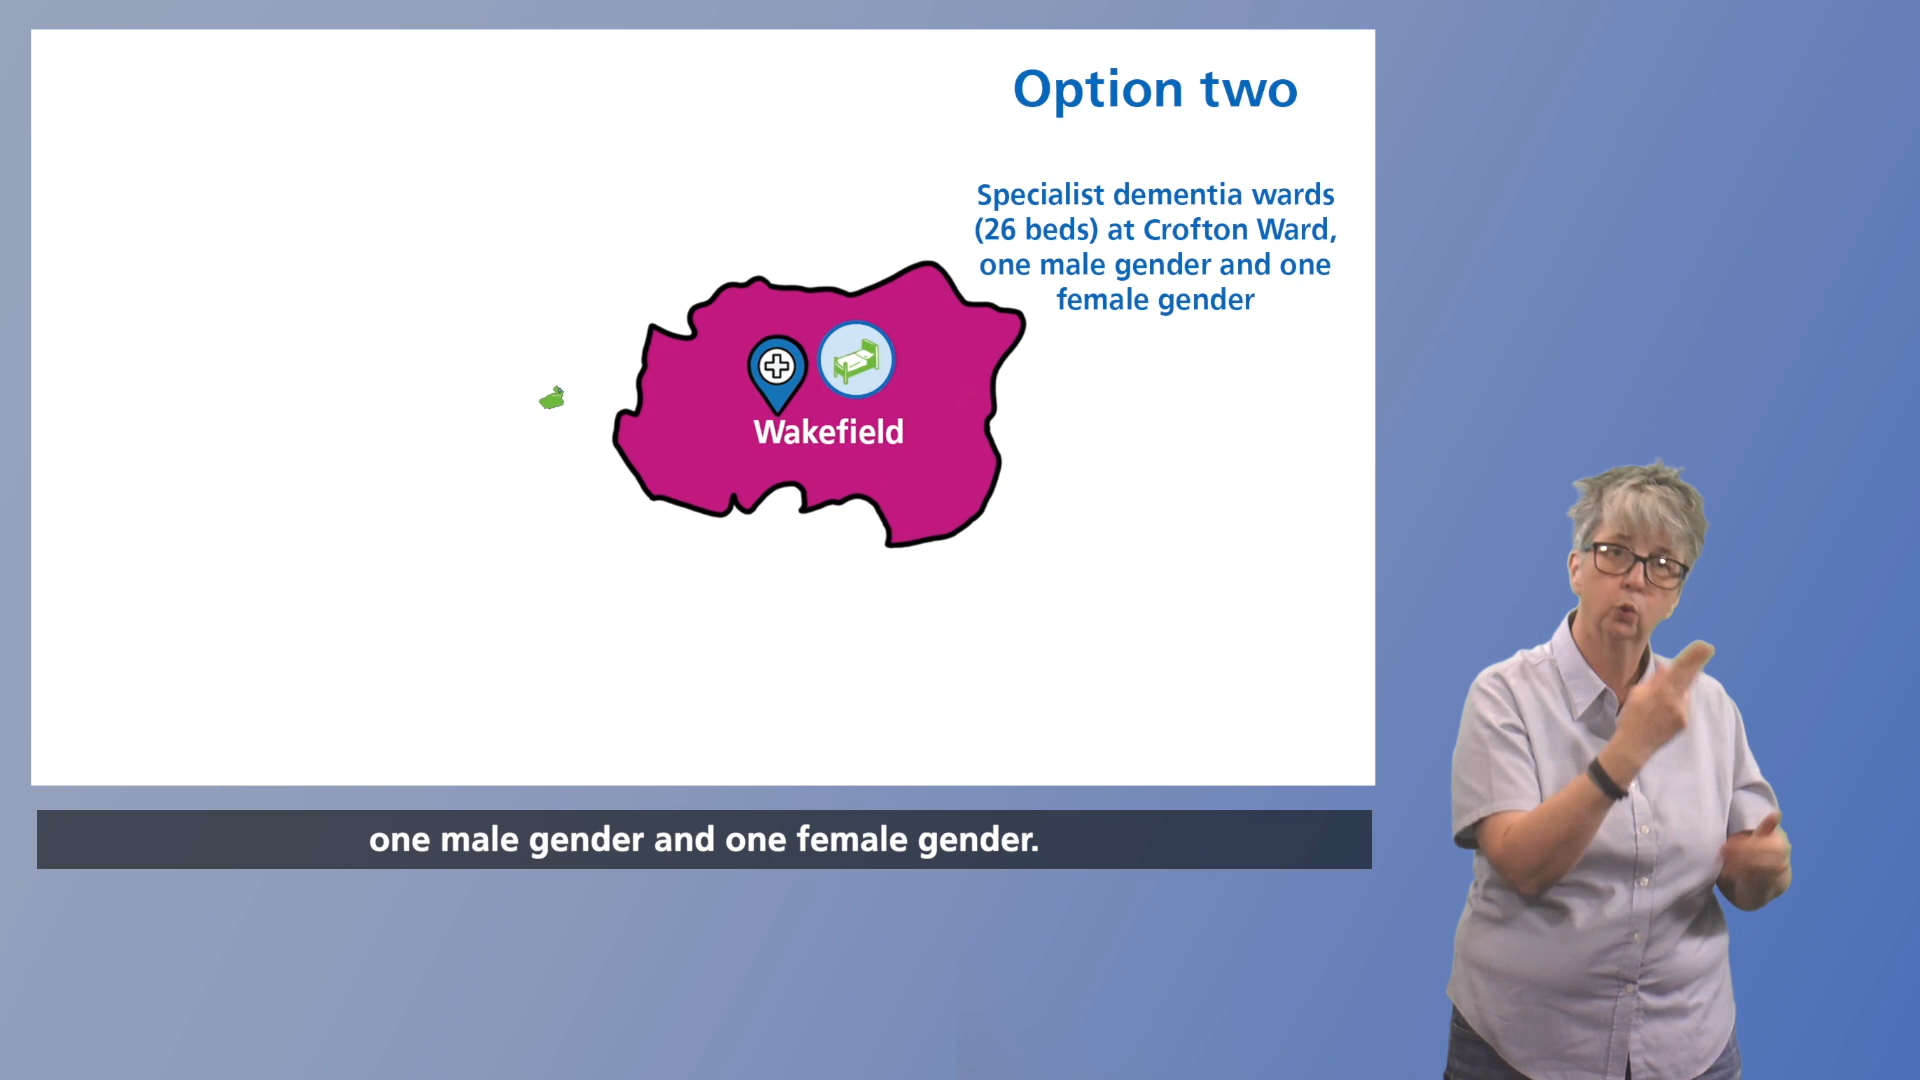 Option two
Specialist dementia wards
(26 beds) at Crofton Ward,
one male gender and one
female gender
Wakefield
one male gender and one female gender.